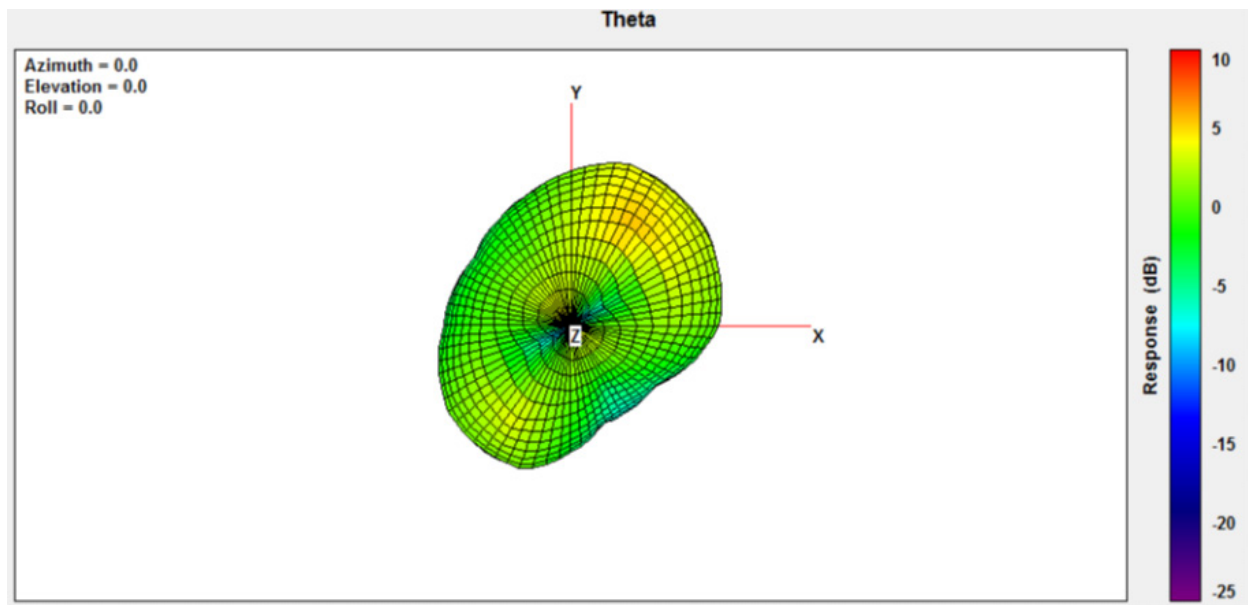 Theta
Azimuth = 0.0
Elevation = 0.0
Roll = 0.0
Y
Z
X
Response (dB)
10
5
0
-5
-10
-15
-20
-25